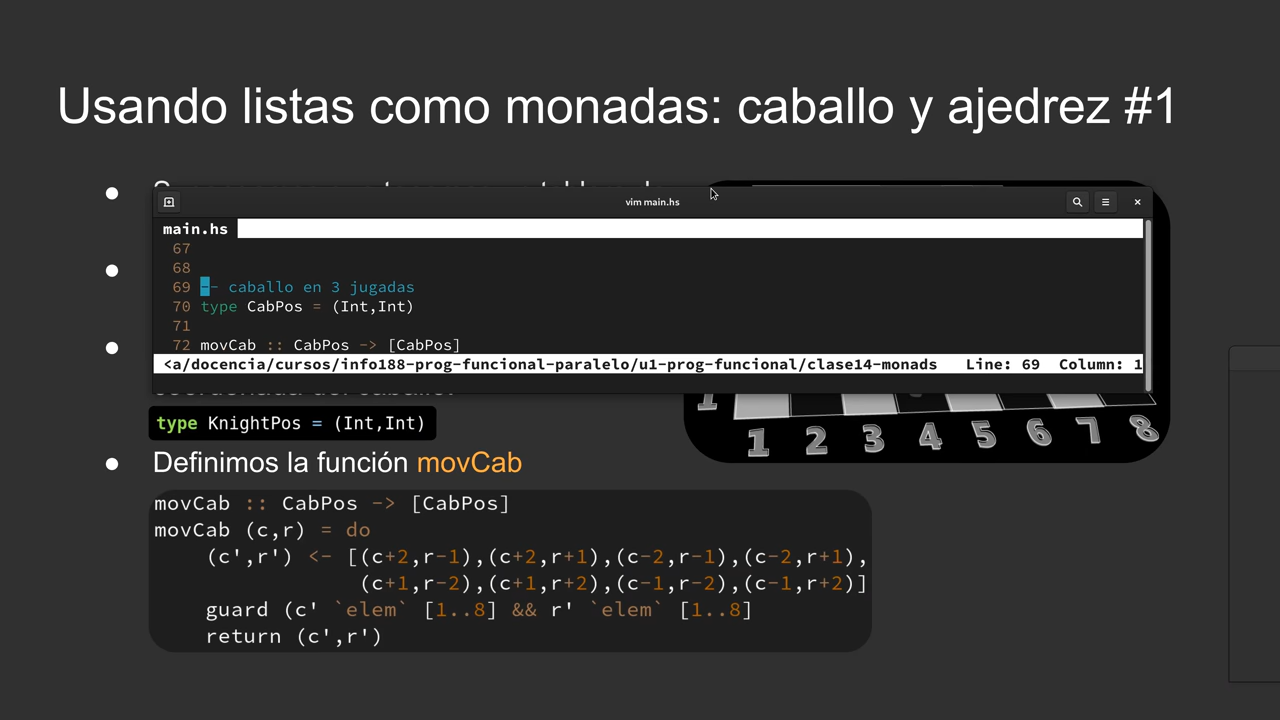 Usando listas como monadas: caballo y ajedrez #1
vim main.hs
main.hs
67
68
69 -- caballo en 3 jugadas
70 type CabPos = (Int,Int)
71
72 movCab :: CabPos -> [CabPos]
<a/docencia/cursos/info188-prog-funcional-paralelo/u1-prog-funcional/clase14-monads Line: 69 Column: 1
1
1 2 3 4 5 6 7 8
type KnightPos = (Int,Int)
Definimos la función movCab
movCab :: CabPos -> [CabPos]
movCab (c,r) = do
(c',r') <- [(c+2,r-1),(c+2,r+1),(c-2,r-1),(c-2,r+1),
(c+1,r-2),(c+1,r+2),(c-1,r-2),(c-1,r+2)]
guard (c' `elem` [1..8] && r' `elem` [1..8]
return (c',r')